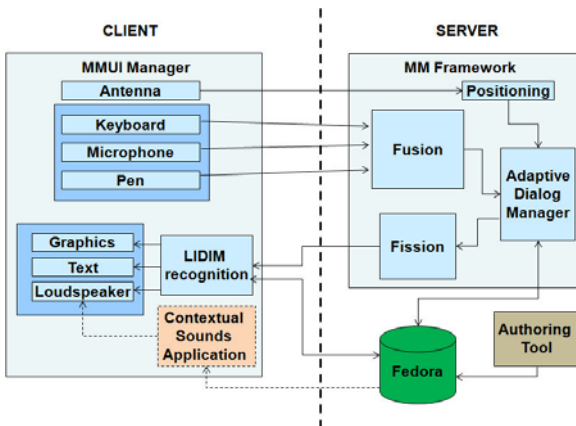 CLIENT
SERVER
MMUI Manager
MM Framework
Antenna
Positioning
Keyboard
Microphone
Pen
Fusion
Adaptive
Dialog
Manager
Graphics
Text
Loudspeaker
LIDIM
recognition
Fission
Contextual
Sounds
Application
Fedora
Authoring
Tool